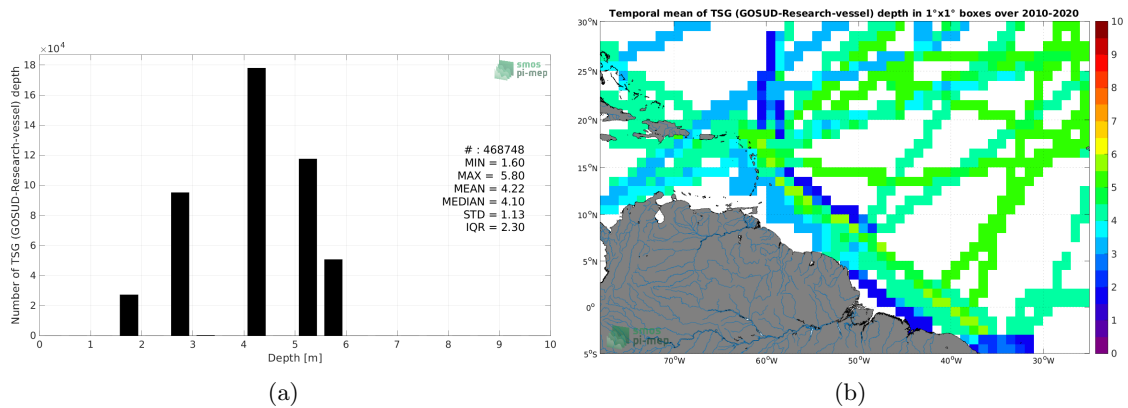 ×10⁴
18
16
14
12
10
8
6
4
2
0
Number of TSG (GOSUD-Research-vessel) depth
smos
pi-mep
# : 468748
MIN = 1.60
MAX = 5.80
MEAN = 4.22
MEDIAN = 4.10
STD = 1.13
IQR = 2.30
0 1 2 3 4 5 6 7 8 9 10
Depth [m]
(a)
Temporal mean of TSG (GOSUD-Research-vessel) depth in 1°x1° boxes over 2010-2020
30°N
25°N
20°N
15°N
10°N
5°N
0°
5°S
smos
pi-mep
70°W 60°W 50°W 40°W 30°W
10
9
8
7
6
5
4
3
2
1
0
(b)